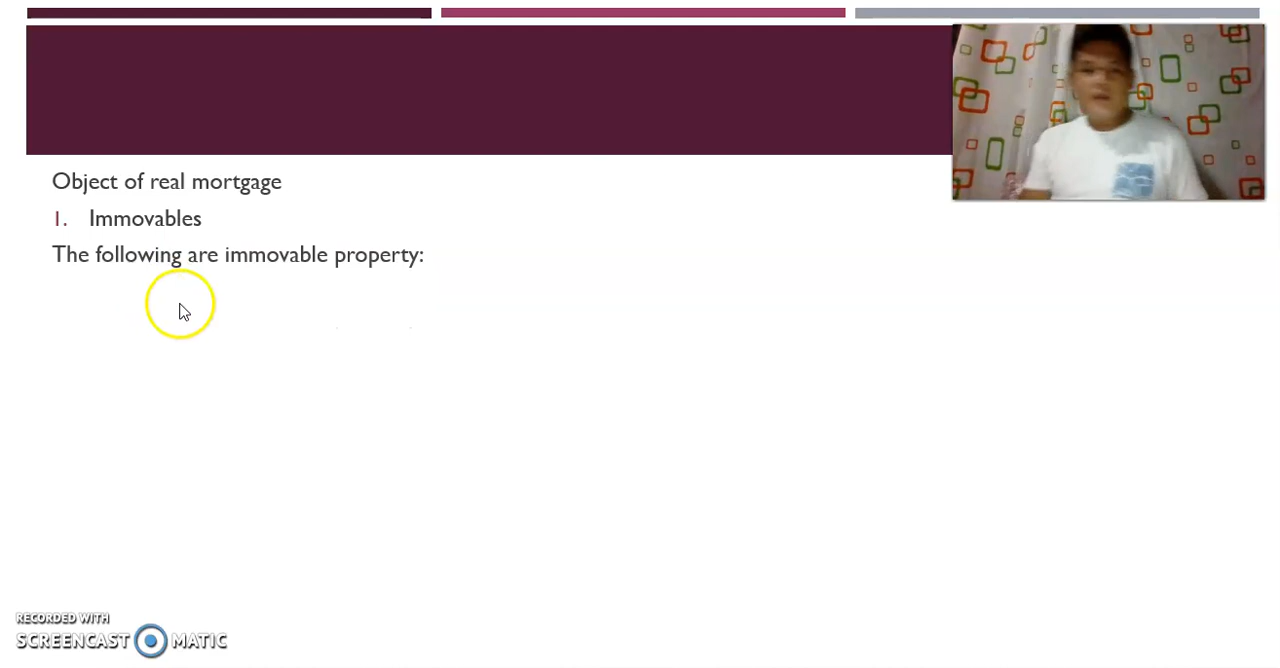 Object of real mortgage
1. Immovables
The following are immovable property:
RECORDED WITH
SCREENCAST MATIC